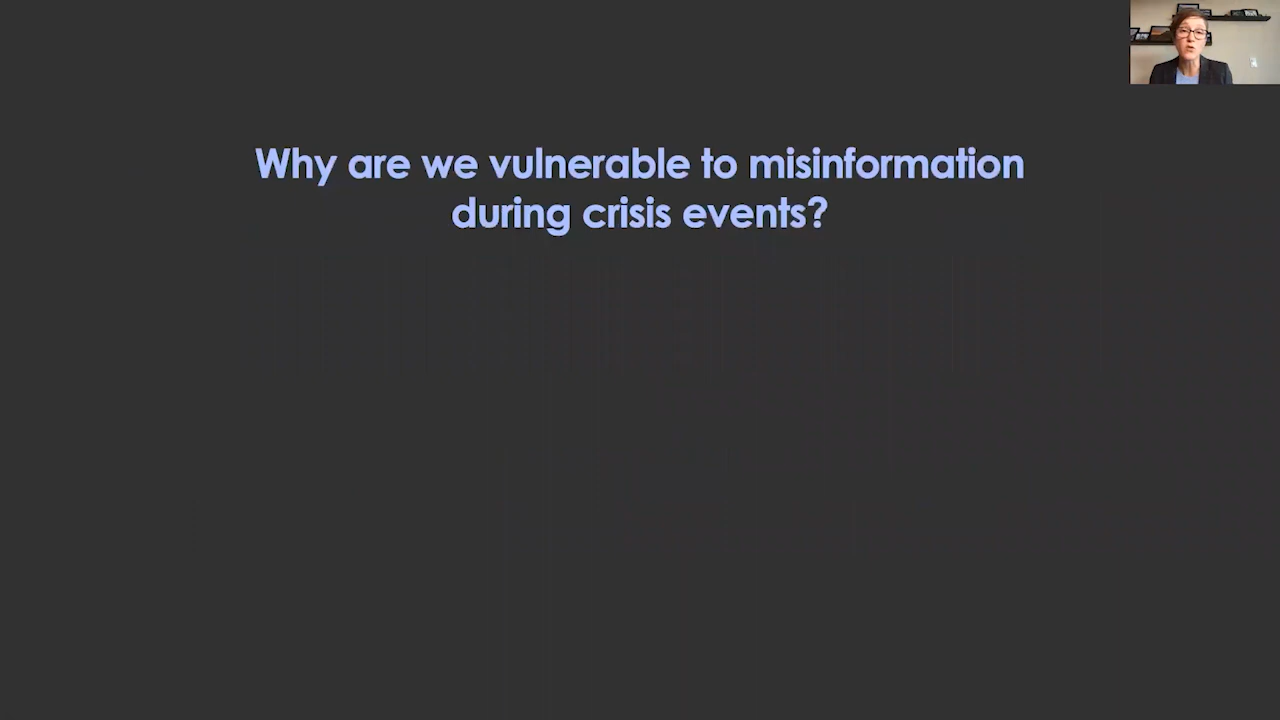 Why are we vulnerable to misinformation
during crisis events?